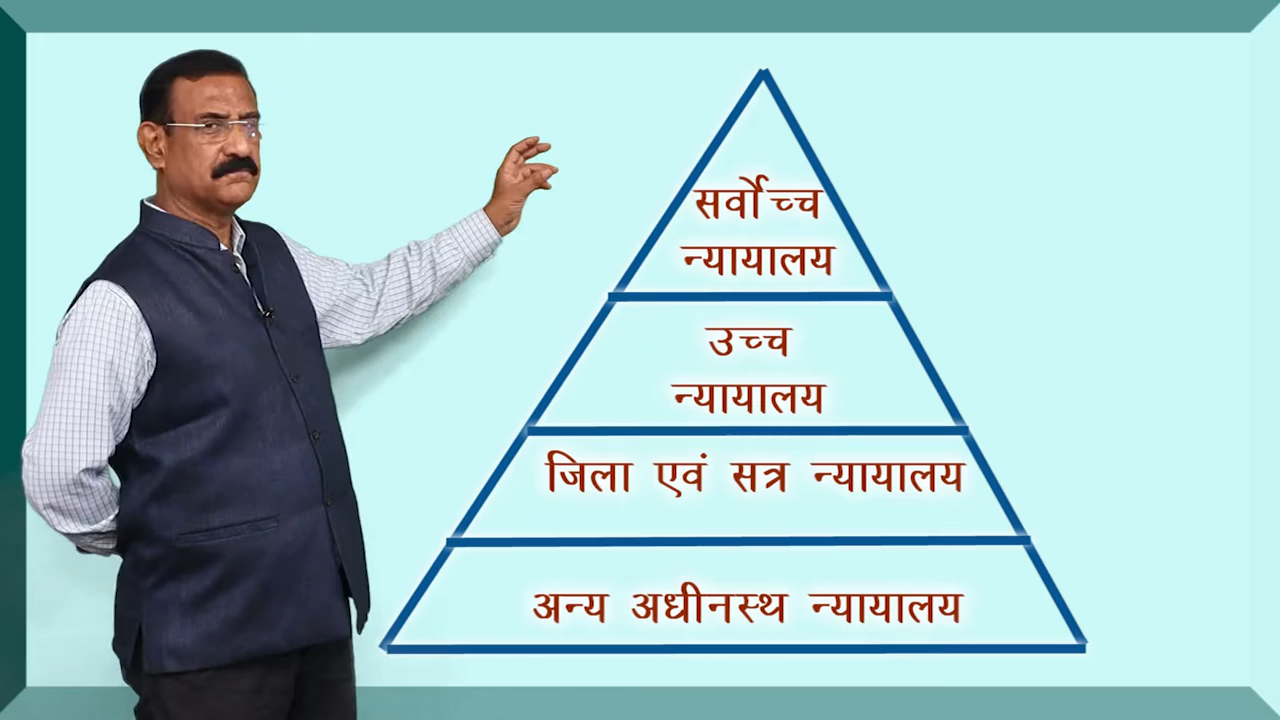 सर्वोच्च
न्यायालय
उच्च
न्यायालय
जिला एवं सत्र न्यायालय
अन्य अधीनस्थ न्यायालय